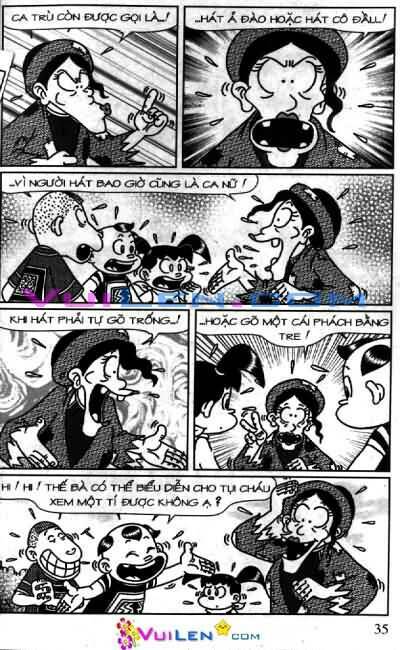 CA TRÙ CÒN ĐƯỢC GỌI LÀ...!
...HÁT Ả ĐÀO HOẶC HÁT CÔ ĐẦU...!
...VÌ NGƯỜI HÁT BAO GIỜ CŨNG LÀ CA NỮ!
VUILEN.COM
KHI HÁT PHẢI TỰ GÕ TRỐNG...!
...HOẶC GÕ MỘT CÁI PHÁCH BẰNG
TRE!
HI! HI! THẾ BÀ CÓ THỂ BIỂU DIỄN CHO TỤI CHÁU
XEM MỘT TÍ ĐƯỢC KHÔNG Ạ?
35
VUILEN.COM